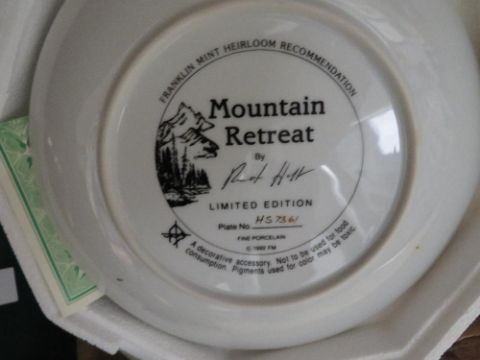 FRANKLIN MINT HEIRLOOM RECOMMENDATION
Mountain
Retreat
By
LIMITED EDITION
Plate No. HS7361
FINE PORCELAIN
A decorative accessory. Not to be used for food
consumption. Pigments used for color may be toxic.